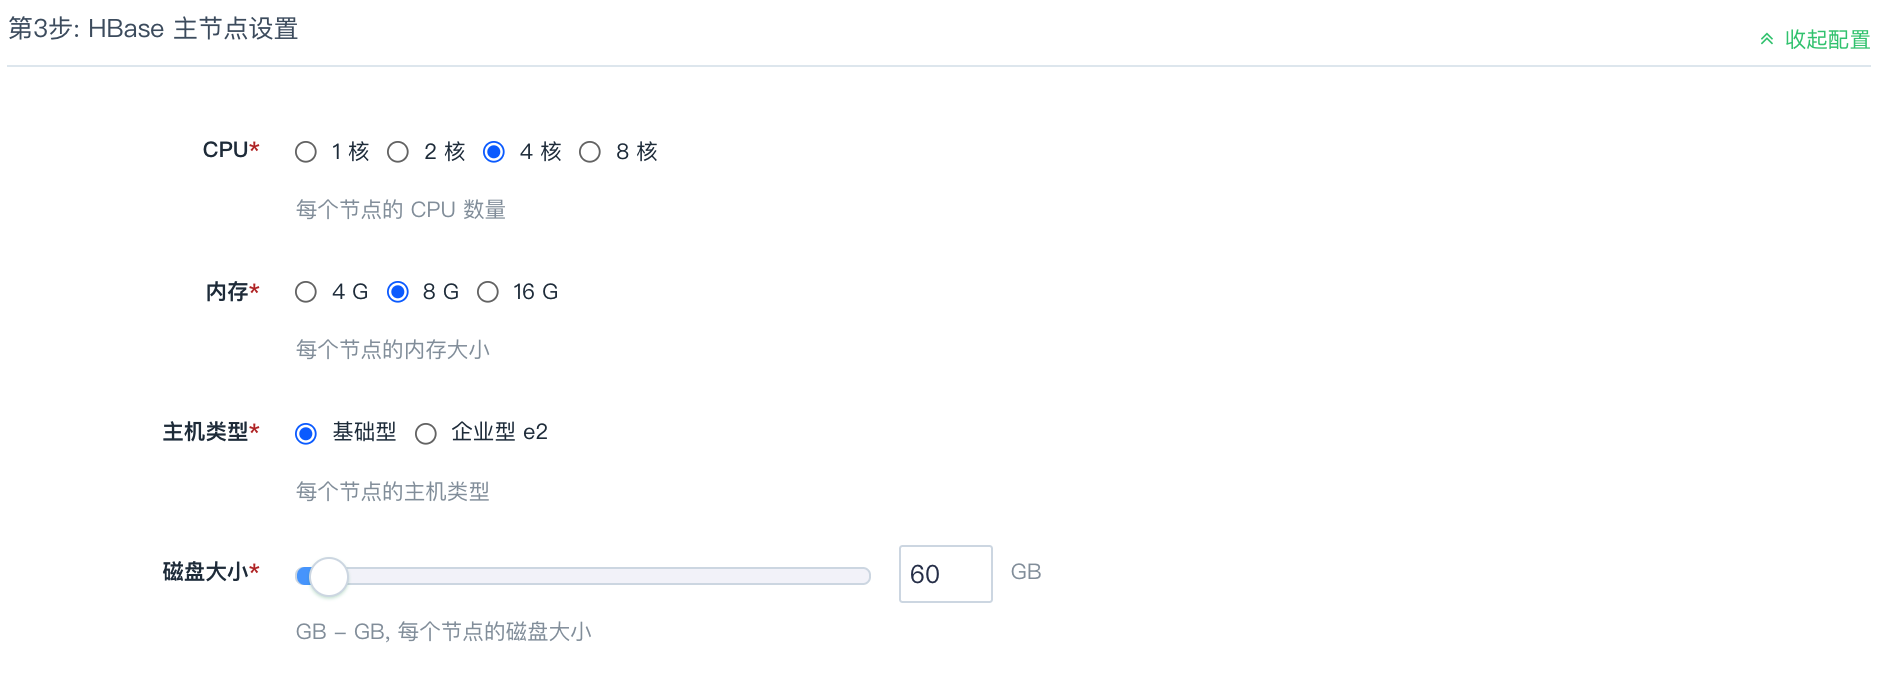 第3步: HBase 主节点设置
收起配置
CPU* 1 核 2 核 4 核 8 核
每个节点的 CPU 数量
内存* 4 G 8 G 16 G
每个节点的内存大小
主机类型* 基础型 企业型 e2
每个节点的主机类型
磁盘大小* 60 GB
GB – GB, 每个节点的磁盘大小